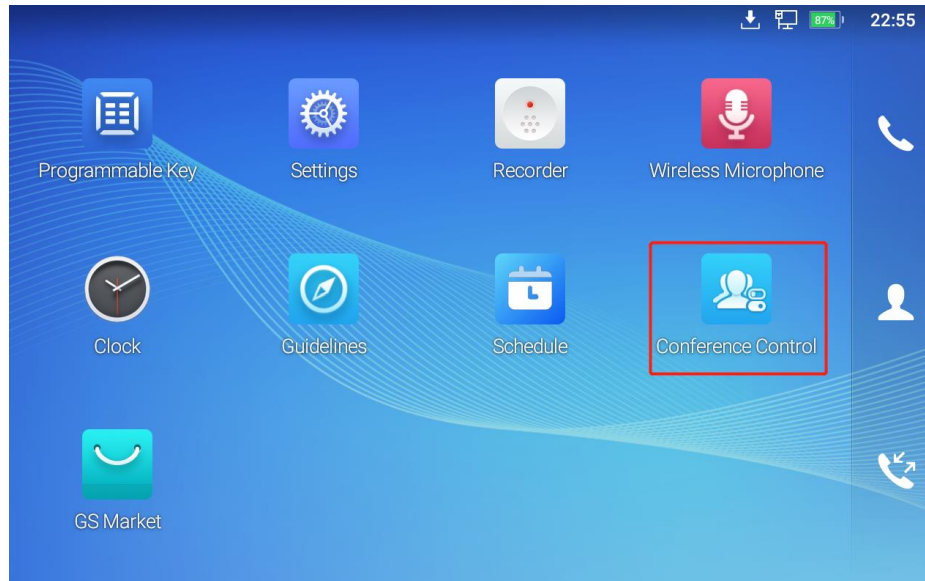 87% 22:55
Programmable Key Settings Recorder Wireless Microphone
Clock Guidelines Schedule Conference Control
GS Market